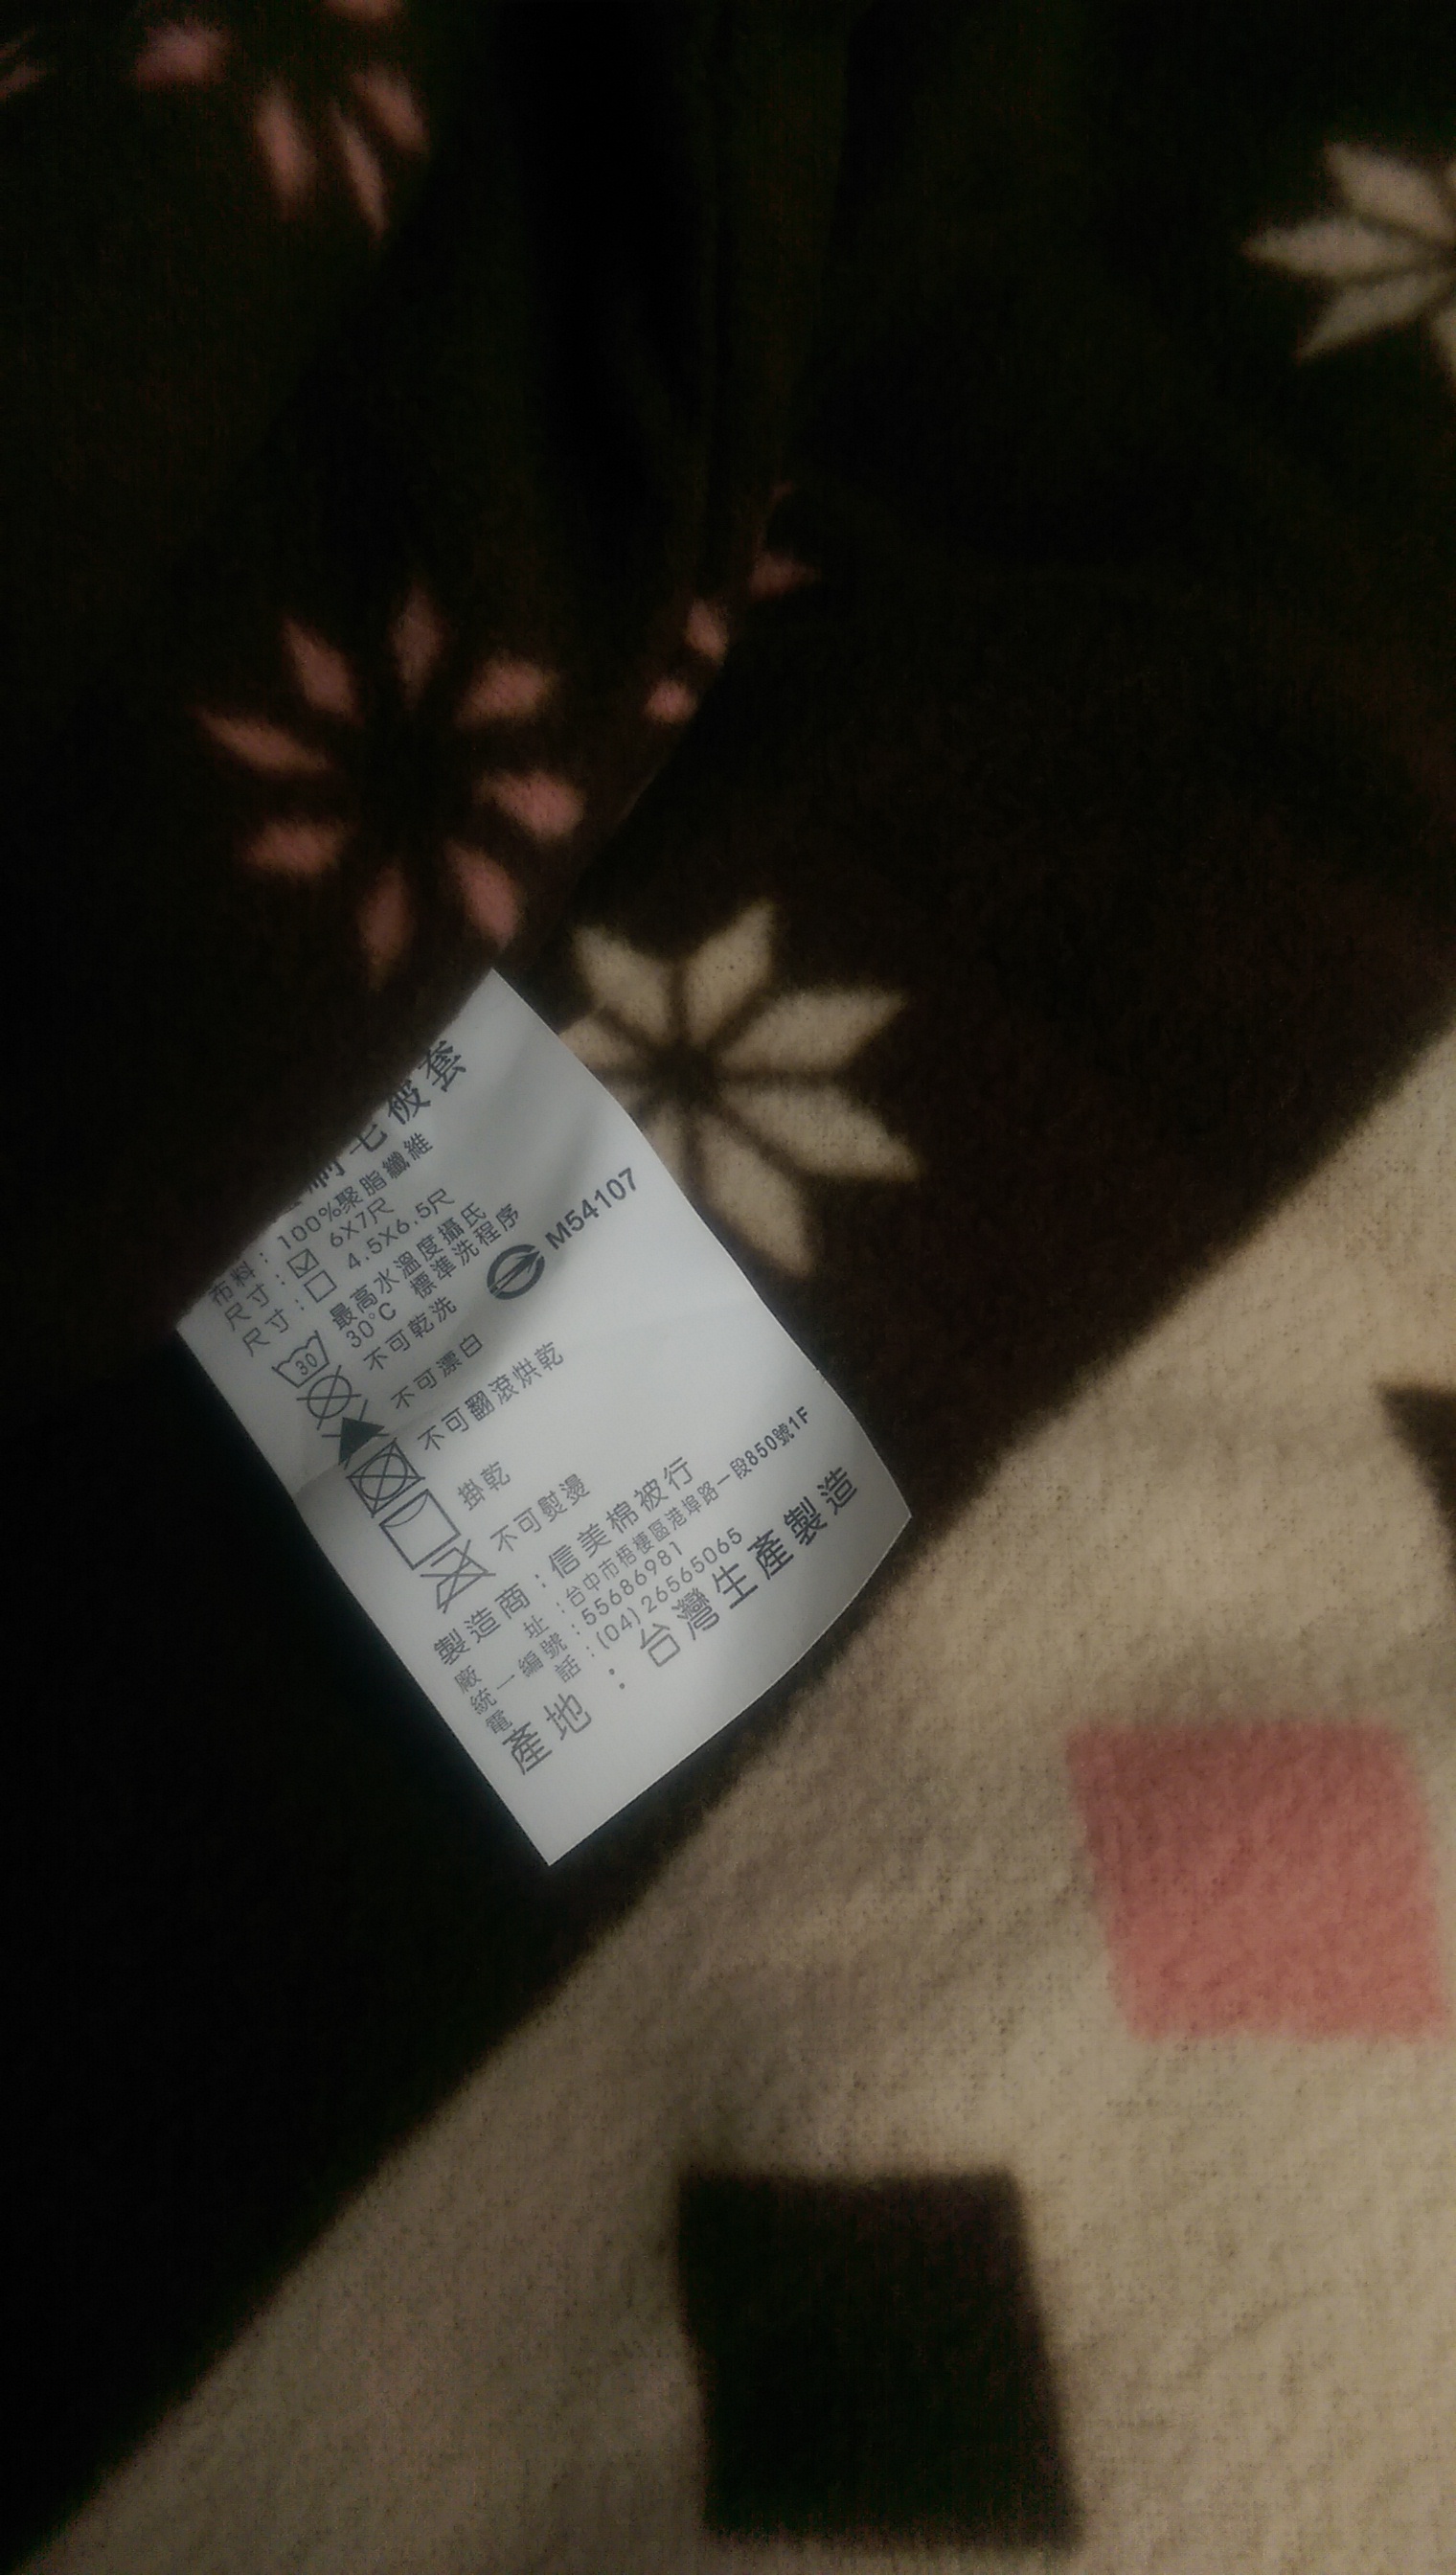 刷毛被套
布料：100%聚脂纖維
尺寸：☑ 6X7尺
尺寸：☐ 4.5X6.5尺
30 最高水溫度攝氏
30°C 標準洗程序
不可乾洗
M54107
不可漂白
不可翻滾烘乾
掛乾
不可熨燙
製造商：信美棉被行
廠 址：台中市梧棲區港埠路一段850號1F
統一編號：55686981
電 話：(04) 26565065
產地：台灣生產製造